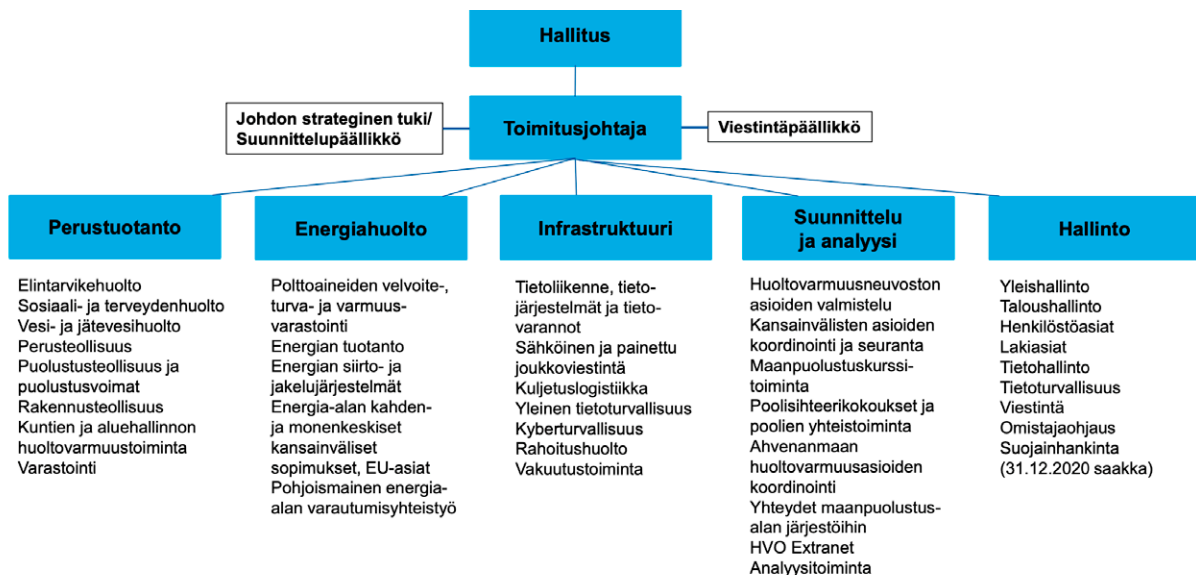 Hallitus
Johdon strateginen tuki/
Suunnittelupäällikkö
Toimitusjohtaja
Viestintäpäällikkö
Perustuotanto
Elintarvikehuolto
Sosiaali- ja terveydenhuolto
Vesi- ja jätevesihuolto
Perusteollisuus
Puolustusteollisuus ja
puolustusvoimat
Rakennusteollisuus
Kuntien ja aluehallinnon
huoltovarmuustoiminta
Varastointi
Energiahuolto
Polttoaineiden velvoite-,
turva- ja varmuus-
varastointi
Energian tuotanto
Energian siirto- ja
jakelujärjestelmät
Energia-alan kahden-
ja monenkeskiset
kansainväliset
sopimukset, EU-asiat
Pohjoismainen energia-
alan varautumisyhteistyö
Infrastruktuuri
Tietoliikenne, tieto-
järjestelmät ja tieto-
varannot
Sähköinen ja painettu
joukkoviestintä
Kuljetuslogistiikka
Yleinen tietoturvallisuus
Kyberturvallisuus
Rahoitushuolto
Vakuutustoiminta
Suunnittelu
ja analyysi
Huoltovarmuusneuvoston
asioiden valmistelu
Kansainvälisten asioiden
koordinointi ja seuranta
Maanpuolustuskurssi-
toiminta
Poolisihteerikokoukset ja
poolien yhteistoiminta
Ahvenanmaan
huoltovarmuusasioiden
koordinointi
Yhteydet maanpuolustus-
alan järjestöihin
HVO Extranet
Analyysitoiminta
Hallinto
Yleishallinto
Taloushallinto
Henkilöstöasiat
Lakiasiat
Tietohallinto
Tietoturvallisuus
Viestintä
Omistajaohjaus
Suojainhankinta
(31.12.2020 saakka)